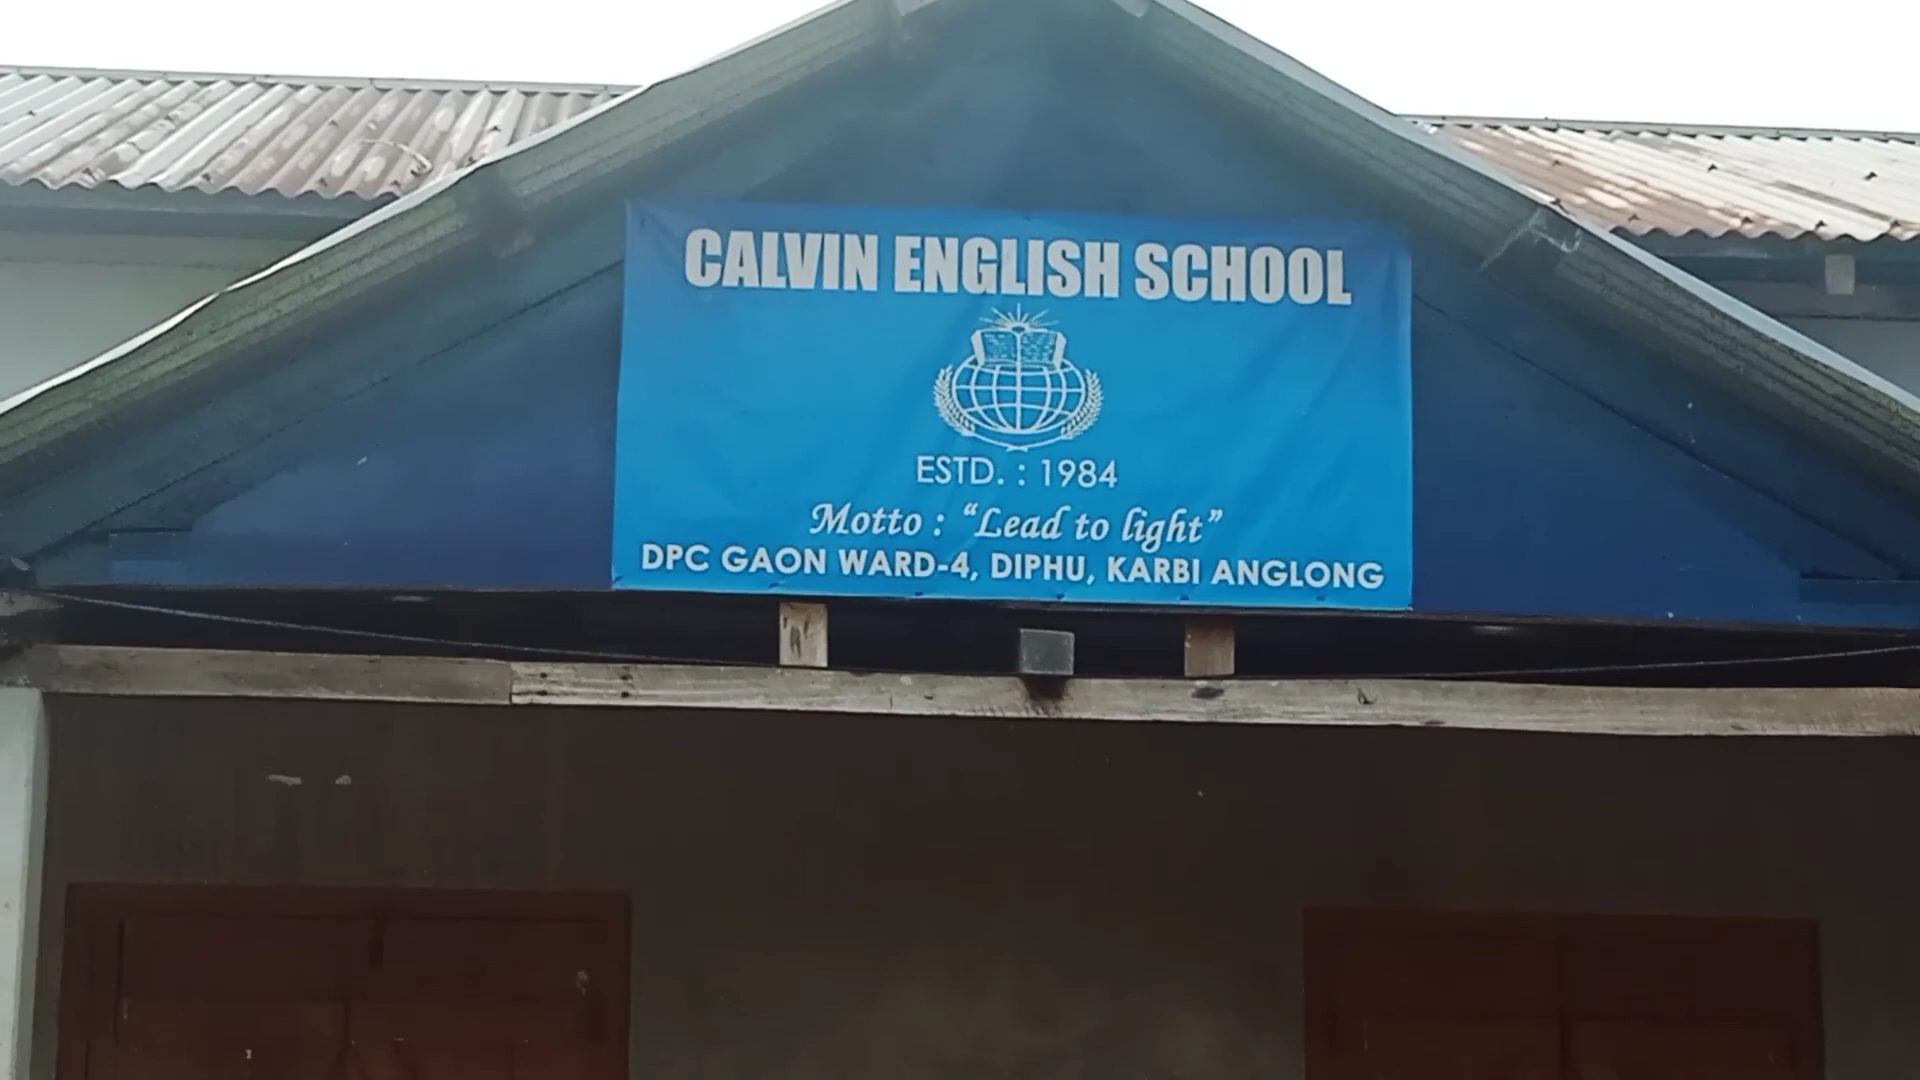 CALVIN ENGLISH SCHOOL
ESTD. : 1984
Motto : "Lead to light"
DPC GAON WARD-4, DIPHU, KARBI ANGLONG